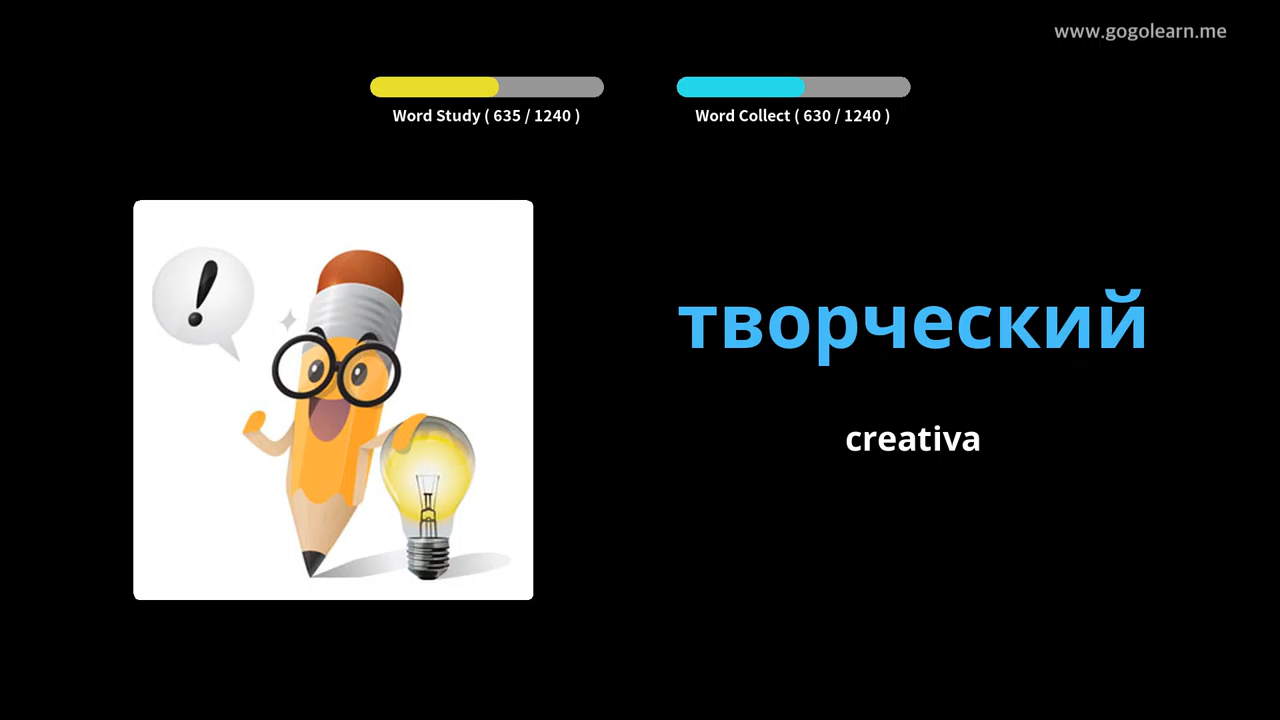 www.gogolearn.me
Word Study ( 635 / 1240 )
Word Collect ( 630 / 1240 )
!
творческий
creativa